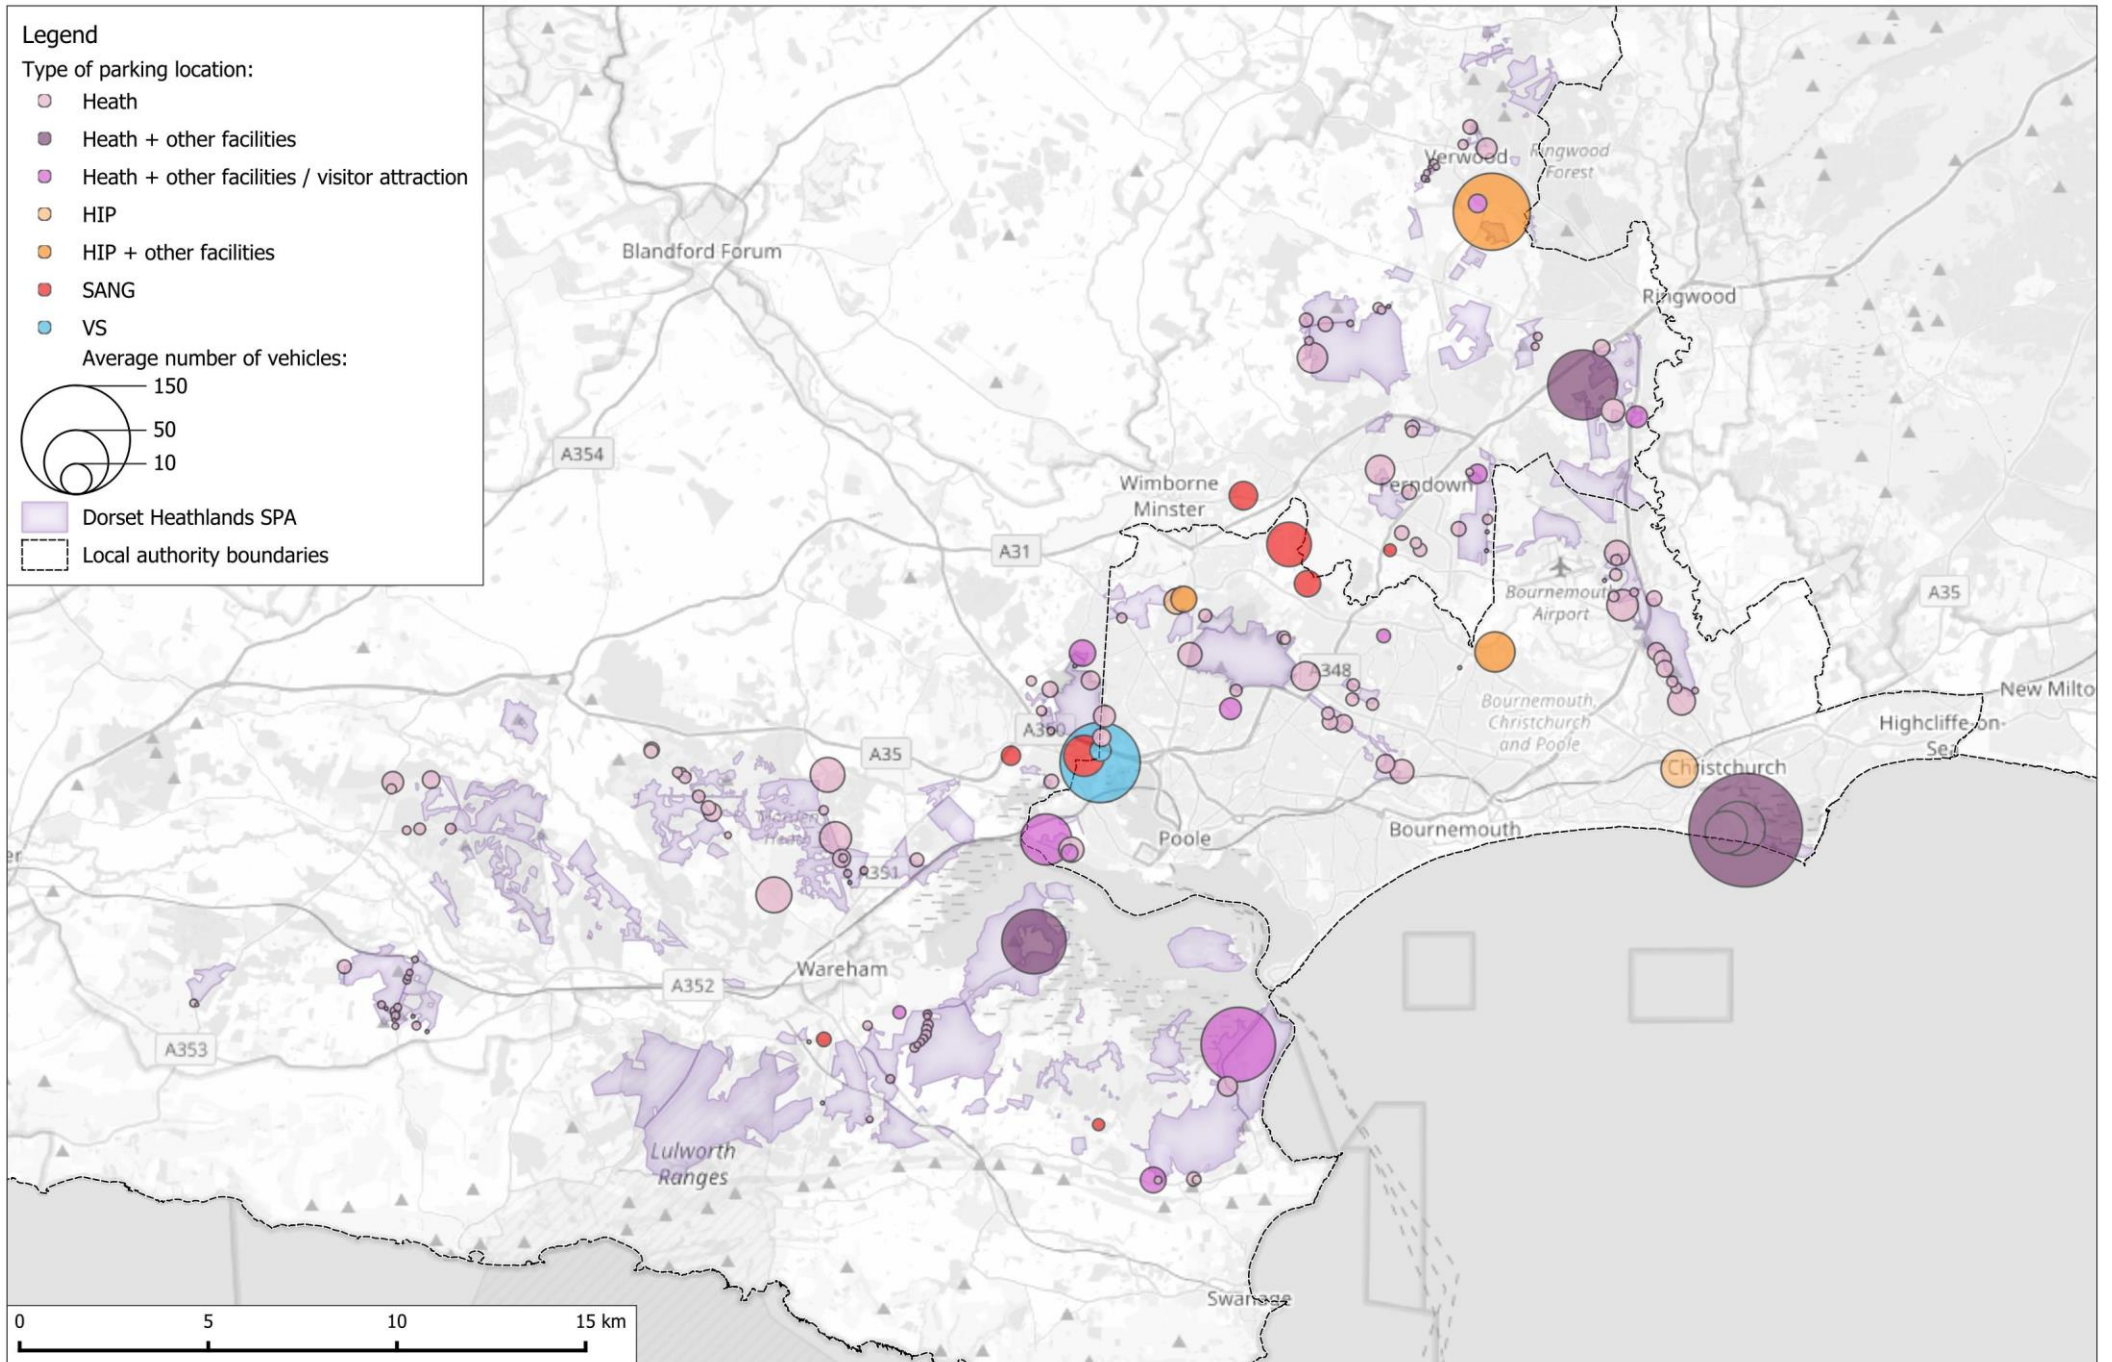 Legend
Type of parking location:
Heath
Heath + other facilities
Heath + other facilities / visitor attraction
HIP
HIP + other facilities
SANG
VS
Average number of vehicles:
150
50
10
Dorset Heathlands SPA
Local authority boundaries
Verwood
Ringwood
Forest
Blandford Forum
Ringwood
A354
Wimborne
Minster
Ferndown
A31
Bournemouth
Airport
A35
A348
New Milto
Bournemouth,
Christchurch
and Poole
Highcliffe-on-
Sea
A350
A35
Christchurch
Poole
Bournemouth
er
A351
Wareham
A352
A353
Lulworth
Ranges
Swanage
0 5 10 15 km